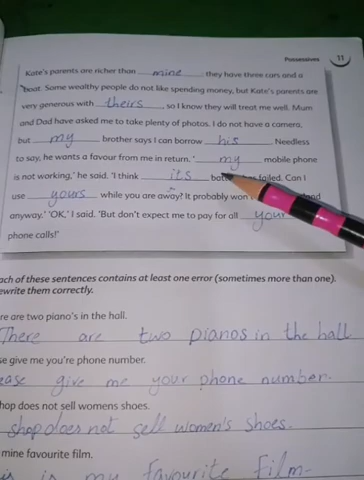 Possessives 11
Kate's parents are richer than mine they have three cars and a
boat. Some wealthy people do not like spending money, but Kate's parents are
very generous with theirs so I know they will treat me well. Mum
and Dad have asked me to take plenty of photos. I do not have a camera,
but my brother says I can borrow his . Needless
to say, he wants a favour from me in return. ' my mobile phone
is not working,' he said. 'I think its failed. Can I
use yours while you are away? It probably won
anyway.' 'OK,' I said. 'But don't expect me to pay for all your
phone calls!'
ach of these sentences contains at least one error (sometimes more than one).
ewrite them correctly.
re are two piano's in the hall.
There are two pianos in the hall
se give me you're phone number.
ease give me your phone number.
hop does not sell womens shoes.
shop does not sell women's shoes.
mine favourite film.
is my favourite film.